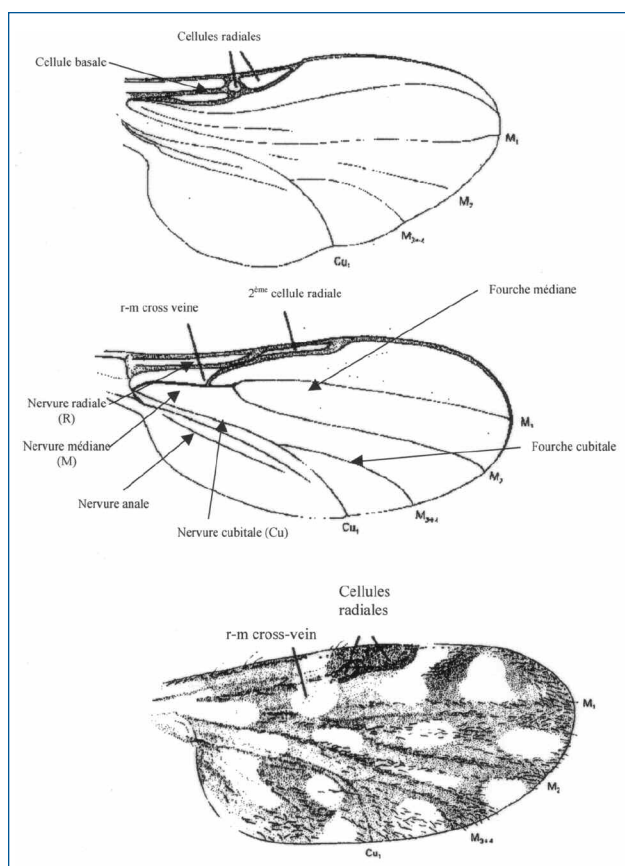 Cellules radiales
Cellule basale
M₁
M₂
M₃₊₄
Cu₁
2ème cellule radiale
Fourche médiane
r-m cross veine
Nervure radiale
(R)
Nervure médiane
(M)
Nervure anale
Nervure cubitale (Cu)
Fourche cubitale
M₁
M₂
M₃₊₄
Cu₁
Cellules
radiales
r-m cross-vein
M₁
M₂
M₃₊₄
Cu₁